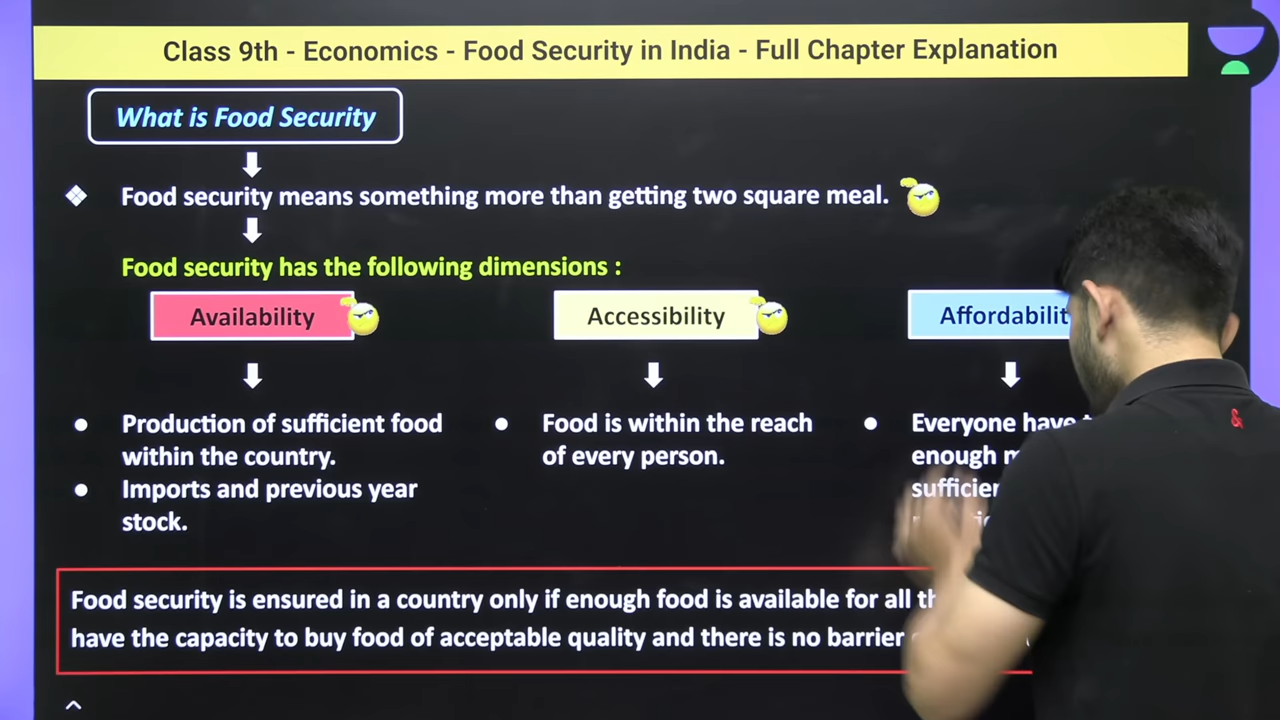 Class 9th - Economics - Food Security in India - Full Chapter Explanation
What is Food Security
Food security means something more than getting two square meal.
Food security has the following dimensions :
Availability
Accessibility
Affordabilit
Production of sufficient food
within the country.
Imports and previous year
stock.
Food is within the reach
of every person.
Everyone have
enough
Food security is ensured in a country only if enough food is available for all
have the capacity to buy food of acceptable quality and there is no barrier
&